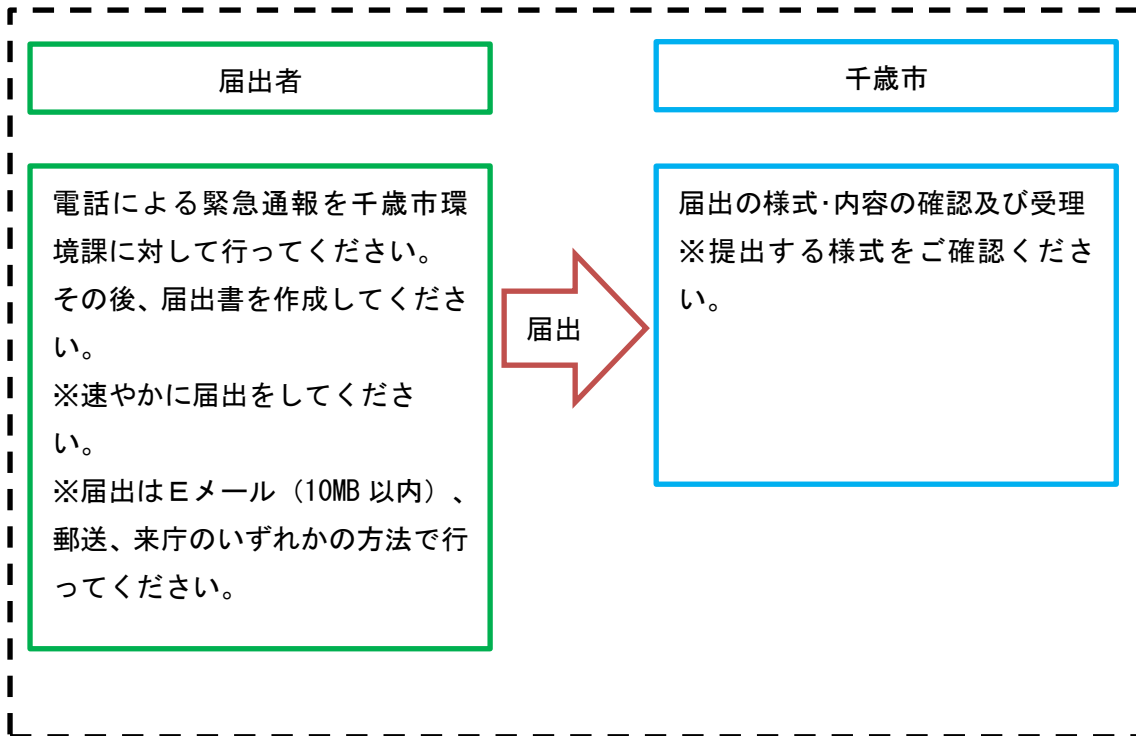 届出者
電話による緊急通報を千歳市環
境課に対して行ってください。
その後、届出書を作成してくださ
い。
※速やかに届出をしてくださ
い。
※届出はＥメール（10MB 以内）、
郵送、来庁のいずれかの方法で行
ってください。
届出
千歳市
届出の様式･内容の確認及び受理
※提出する様式をご確認くださ
い。